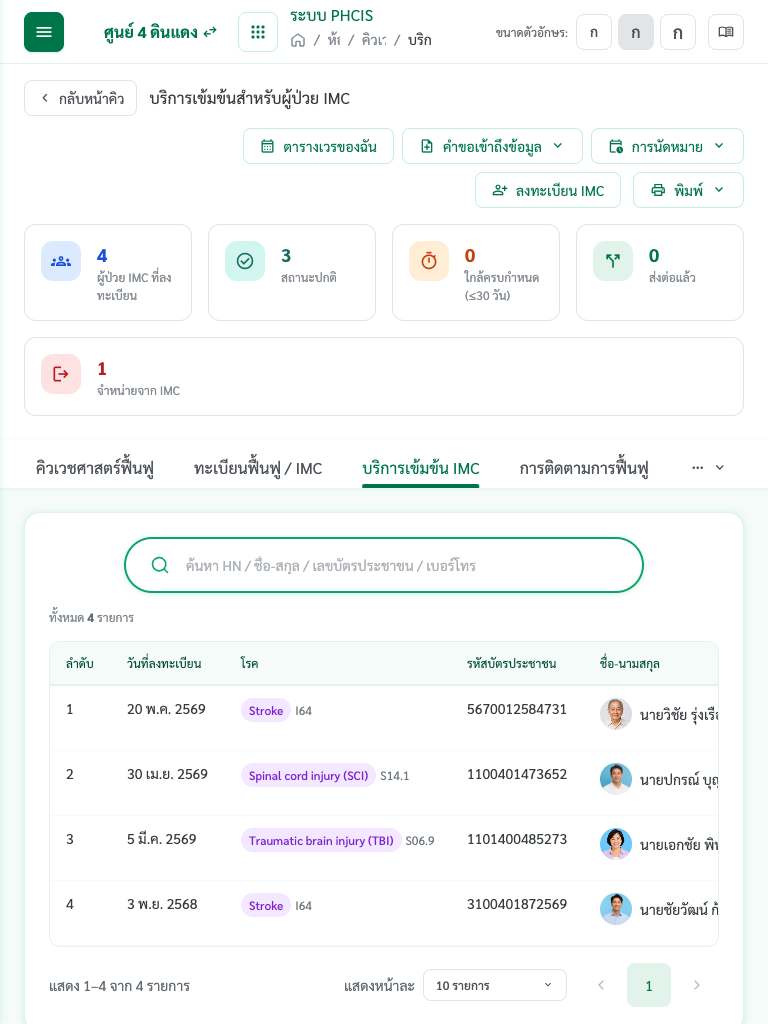 ศูนย์ 4 ดินแดง
ระบบ PHCIS
/ / / บริก
ขนาดตัวอักษร: ก ก ก
กลับหน้าคิว
บริการเข้มข้นสำหรับผู้ป่วย IMC
ตารางเวรของฉัน
คำขอเข้าถึงข้อมูล
การนัดหมาย
ลงทะเบียน IMC
พิมพ์
4
ผู้ป่วย IMC ที่ลง
ทะเบียน
3
สถานะปกติ
0
ใกล้ครบกำหนด
(≤30 วัน)
0
ส่งต่อแล้ว
1
จำหน่ายจาก IMC
คิวเวชศาสตร์ฟื้นฟู
ทะเบียนฟื้นฟู / IMC
บริการเข้มข้น IMC
การติดตามการฟื้นฟู
ค้นหา HN / ชื่อ-สกุล / เลขบัตรประชาชน / เบอร์โทร
ทั้งหมด 4 รายการ
ลำดับ วันที่ลงทะเบียน โรค รหัสบัตรประชาชน ชื่อ-นามสกุล
1 20 พ.ค. 2569 Stroke I64 5670012584731 นายวิชัย
2 30 เม.ย. 2569 Spinal cord injury (SCI) S14.1 1100401473652 นายปกรณ์
3 5 มี.ค. 2569 Traumatic brain injury (TBI) S06.9 1101400485273 นายเอกชัย
4 3 พ.ย. 2568 Stroke I64 3100401872569 นายชัยวัฒน์
แสดง 1–4 จาก 4 รายการ
แสดงหน้าละ 10 รายการ
1